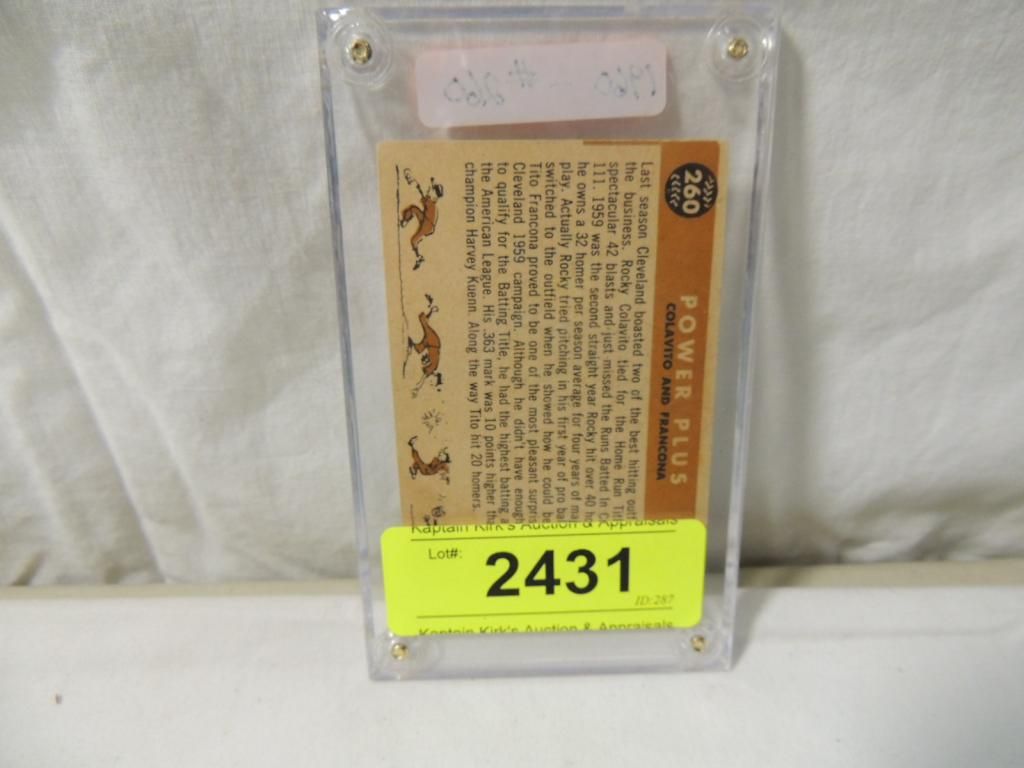 1960 - #260
260
POWER PLUS
COLAVITO AND FRANCONA
Last season Cleveland boasted two of the best hitting
the business. Rocky Colavito tied for the Home Run
spectacular 42 blasts and just missed the Runs Batted In
111. 1959 was the second straight year Rocky hit over 40
he owns a 32 homer per season average for four years of
play. Actually Rocky tried pitching in his first year of pro
switched to the outfield when he showed how he could
Tito Francona proved to be one of the most pleasant
Cleveland 1959 campaign. Although he didn't have
to qualify for the Batting Title, he had the highest batting
the American League. His .363 mark was 10 points higher
champion Harvey Kuenn. Along the way Tito hit 20 homers.
Kaptain Kirk's Auction & Appraisals
Lot#: 2431
ID: 287
Kaptain Kirk's Auction & Appraisals